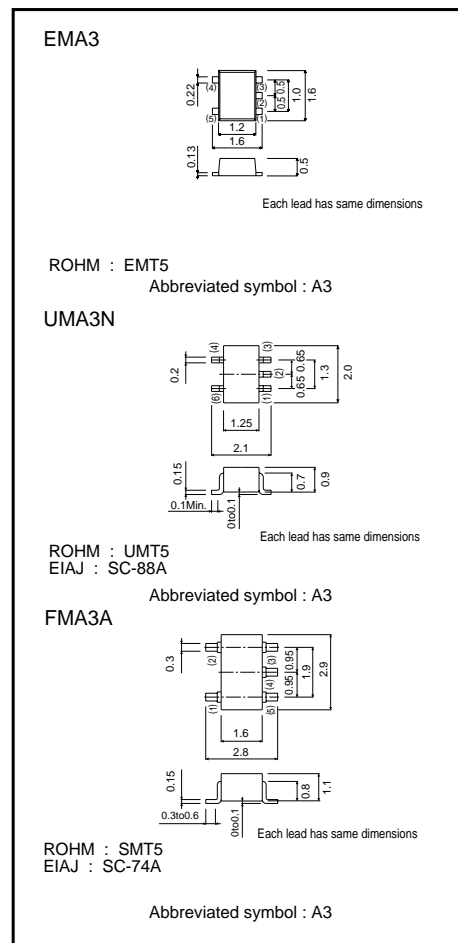 EMA3
0.22
(4)
(3)
(2)
(5)
(1)
0.5 0.5
1.0
1.6
1.2
1.6
0.13
0.5
Each lead has same dimensions
ROHM : EMT5
Abbreviated symbol : A3
UMA3N
0.2
(4)
(3)
(2)
(6)
(1)
0.65 0.65
1.3
2.0
1.25
2.1
0.15
0.1Min.
0to0.1
0.7
0.9
Each lead has same dimensions
ROHM : UMT5
EIAJ : SC-88A
Abbreviated symbol : A3
FMA3A
0.3
(2)
(3)
(4)
(1)
(5)
0.95 0.95
1.9
2.9
1.6
2.8
0.15
0.3to0.6
0to0.1
0.8
1.1
Each lead has same dimensions
ROHM : SMT5
EIAJ : SC-74A
Abbreviated symbol : A3